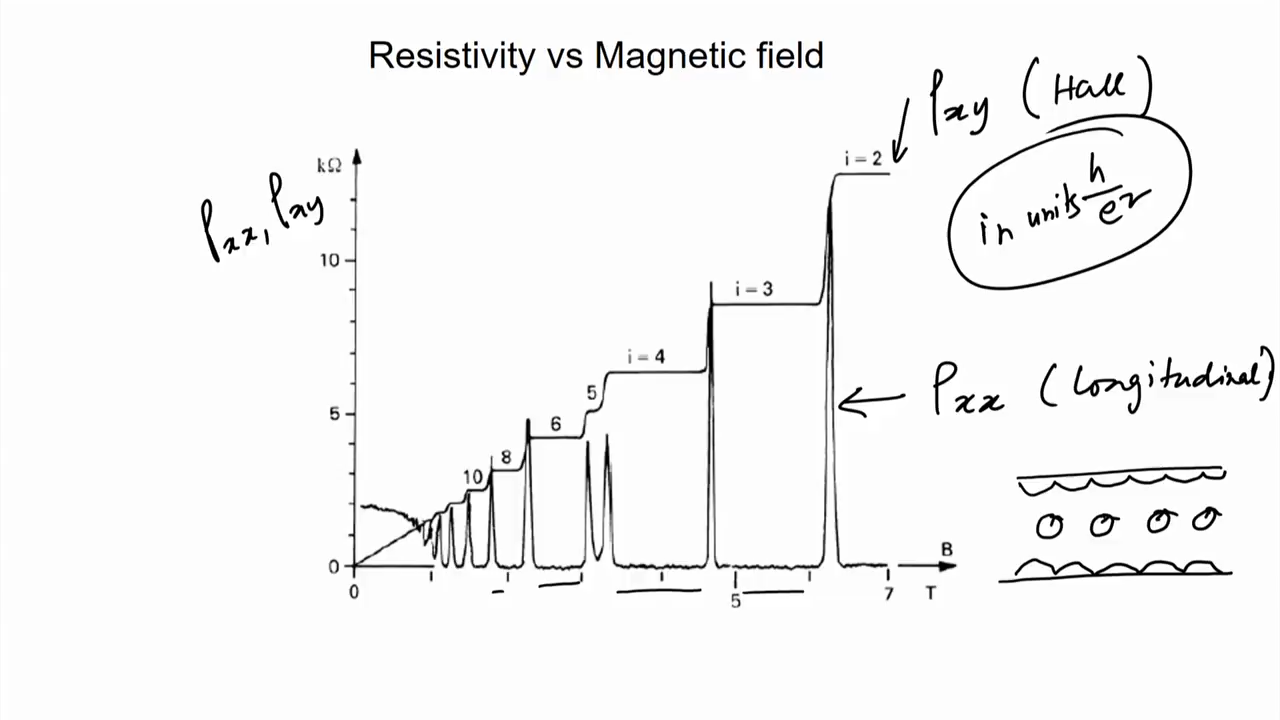 Resistivity vs Magnetic field
ρxy (Hall)
in units h/e2
kΩ
ρxx, ρxy
i = 2
10
i = 3
i = 4
5
5
6
8
10
ρxx (longitudinal)
0
0
5
7
T
B